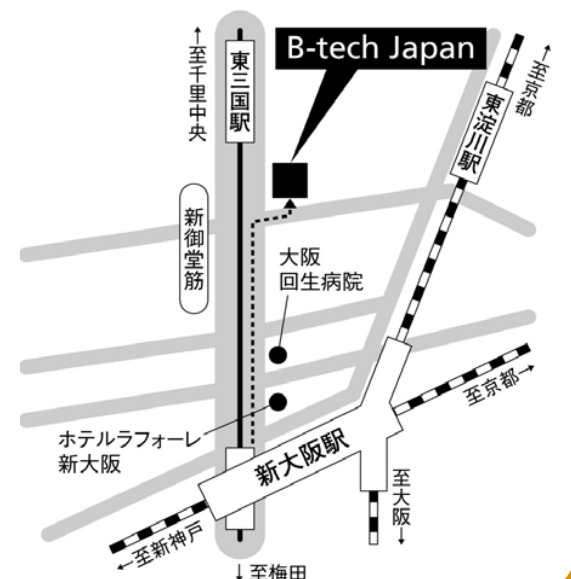 B-tech Japan
↑至千里中央
東三国駅
東淀川駅
↑至京都
新御堂筋
大阪
回生病院
ホテルラフォーレ
新大阪
新大阪駅
至京都→
至大阪→
←至新神戸
↓至梅田